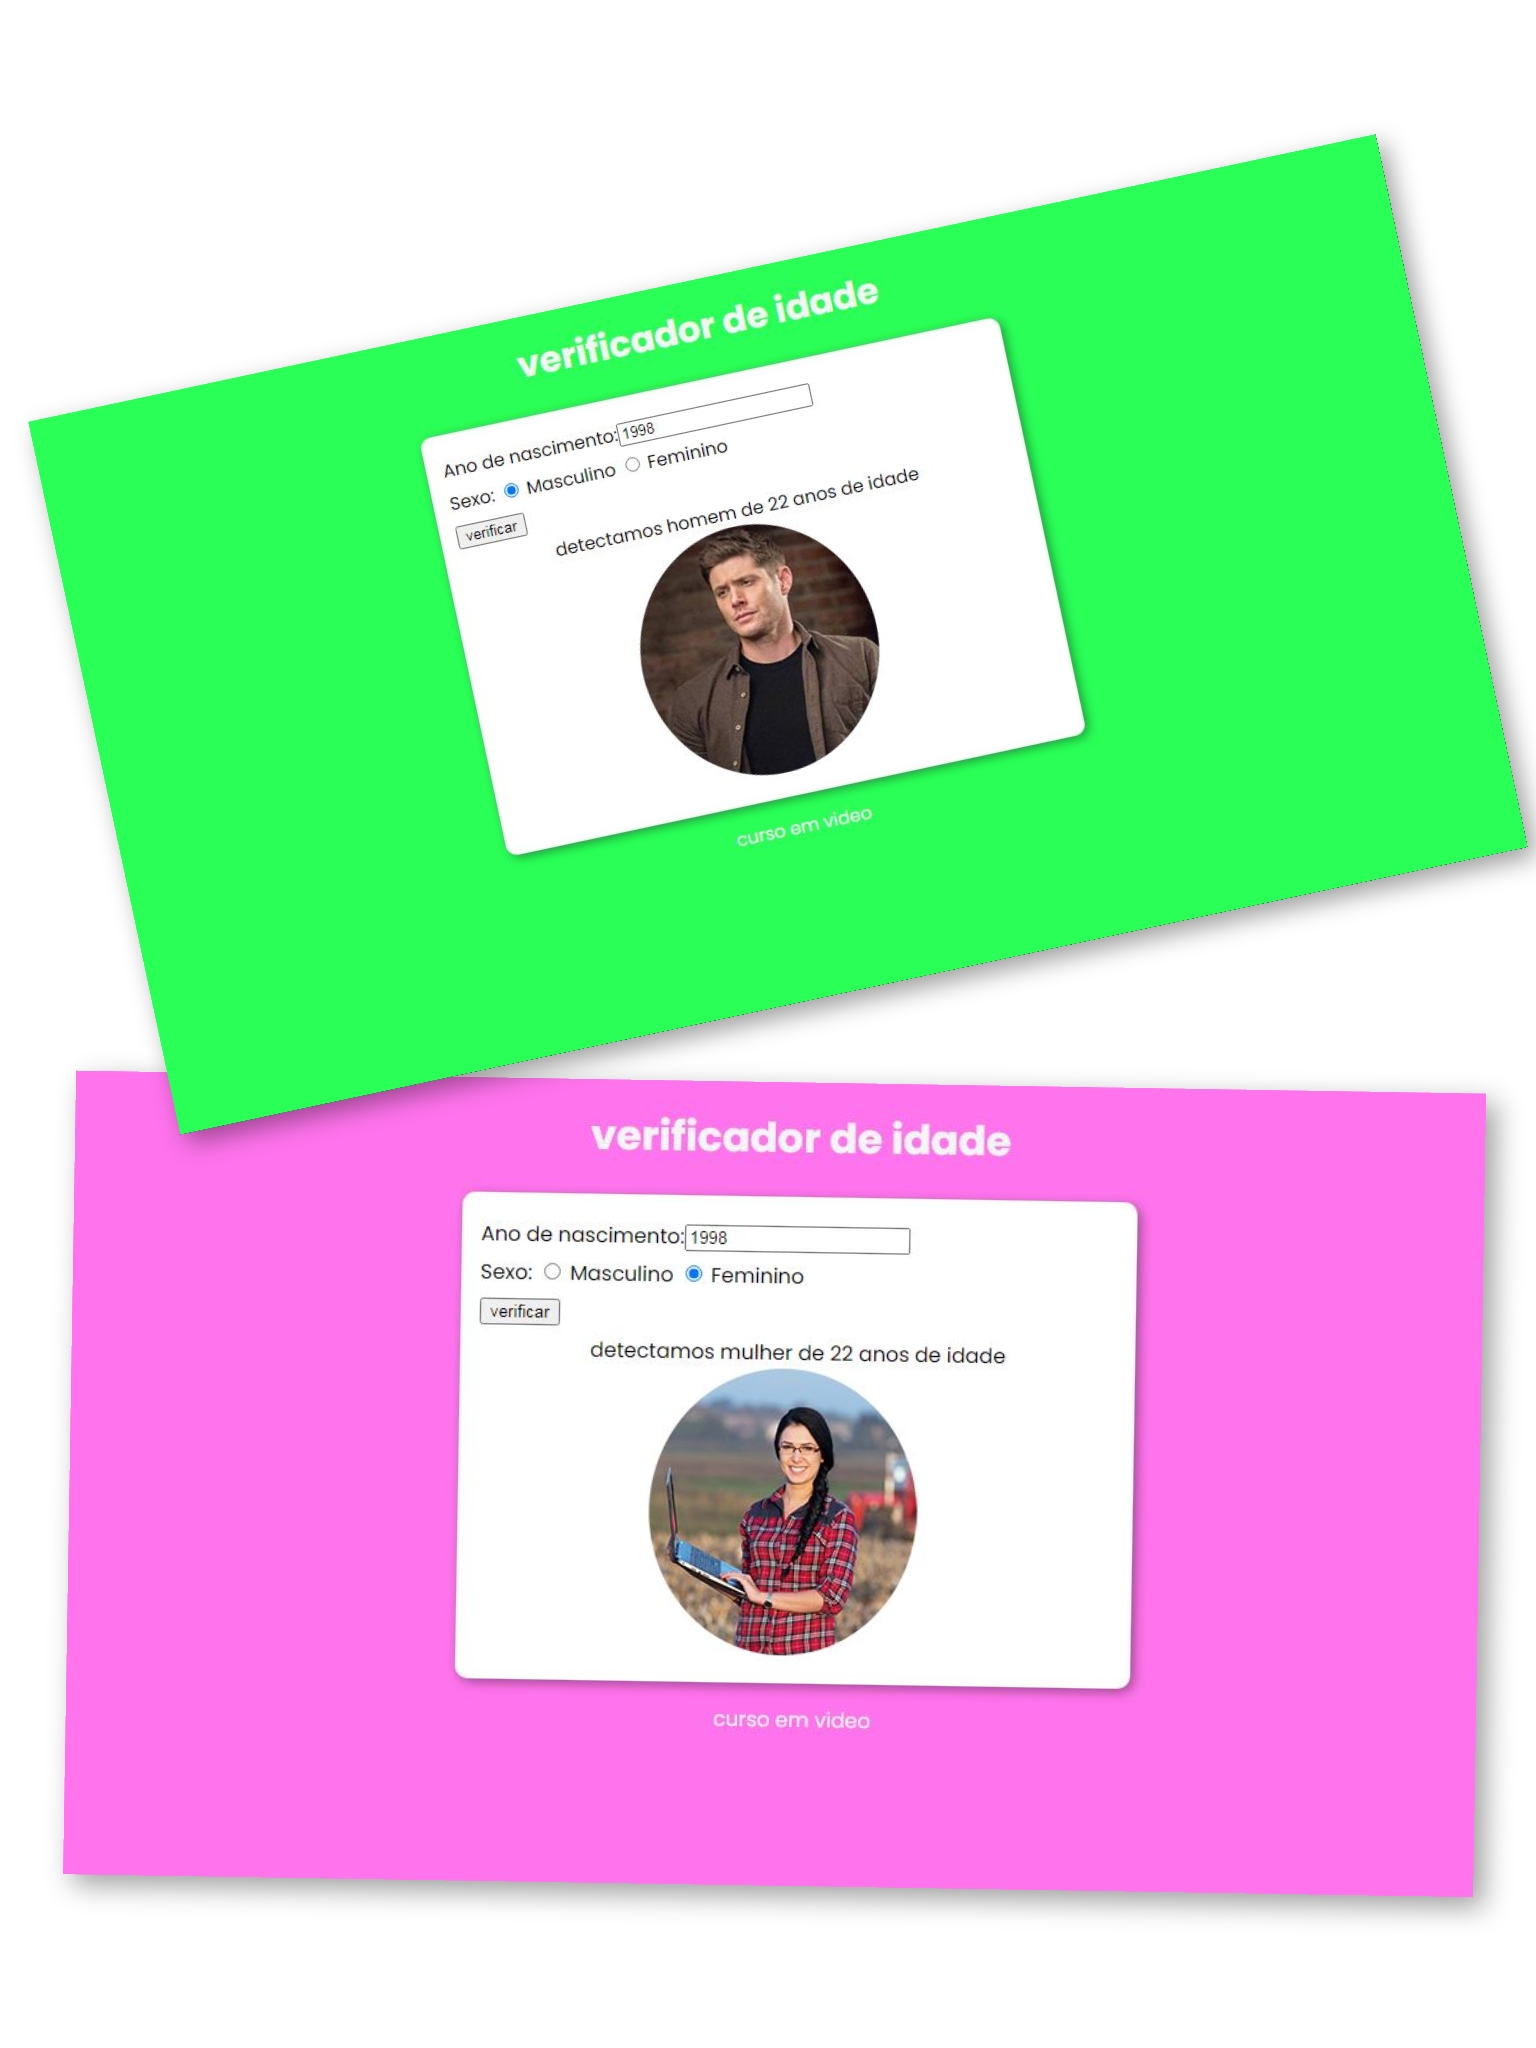 verificador de idade
Ano de nascimento: 1998
Sexo: Masculino Feminino
verificar
detectamos homem de 22 anos de idade
curso em video
verificador de idade
Ano de nascimento: 1998
Sexo: Masculino Feminino
verificar
detectamos mulher de 22 anos de idade
curso em video